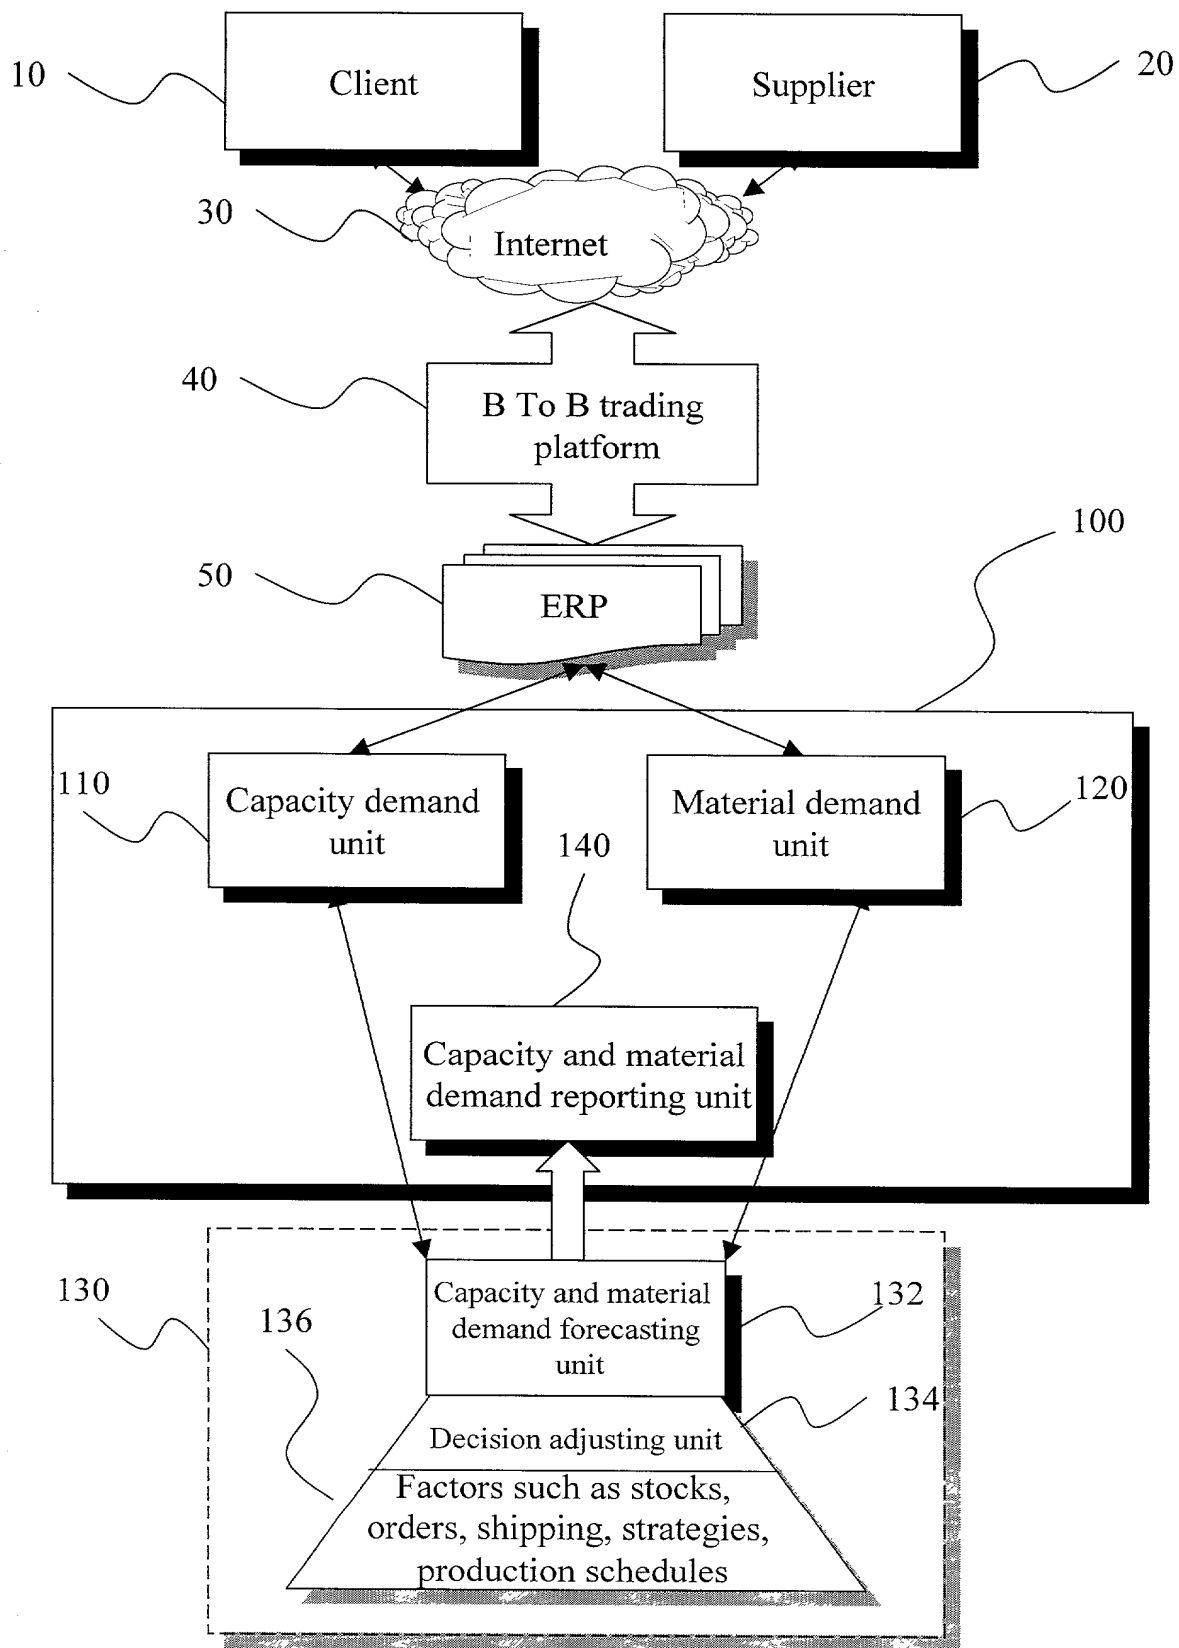 10
Client
Supplier
20
30
Internet
40
B To B trading
platform
100
50
ERP
110
Capacity demand
unit
Material demand
unit
120
140
Capacity and material
demand reporting unit
130
136
Capacity and material
demand forecasting
unit
132
134
Decision adjusting unit
Factors such as stocks,
orders, shipping, strategies,
production schedules